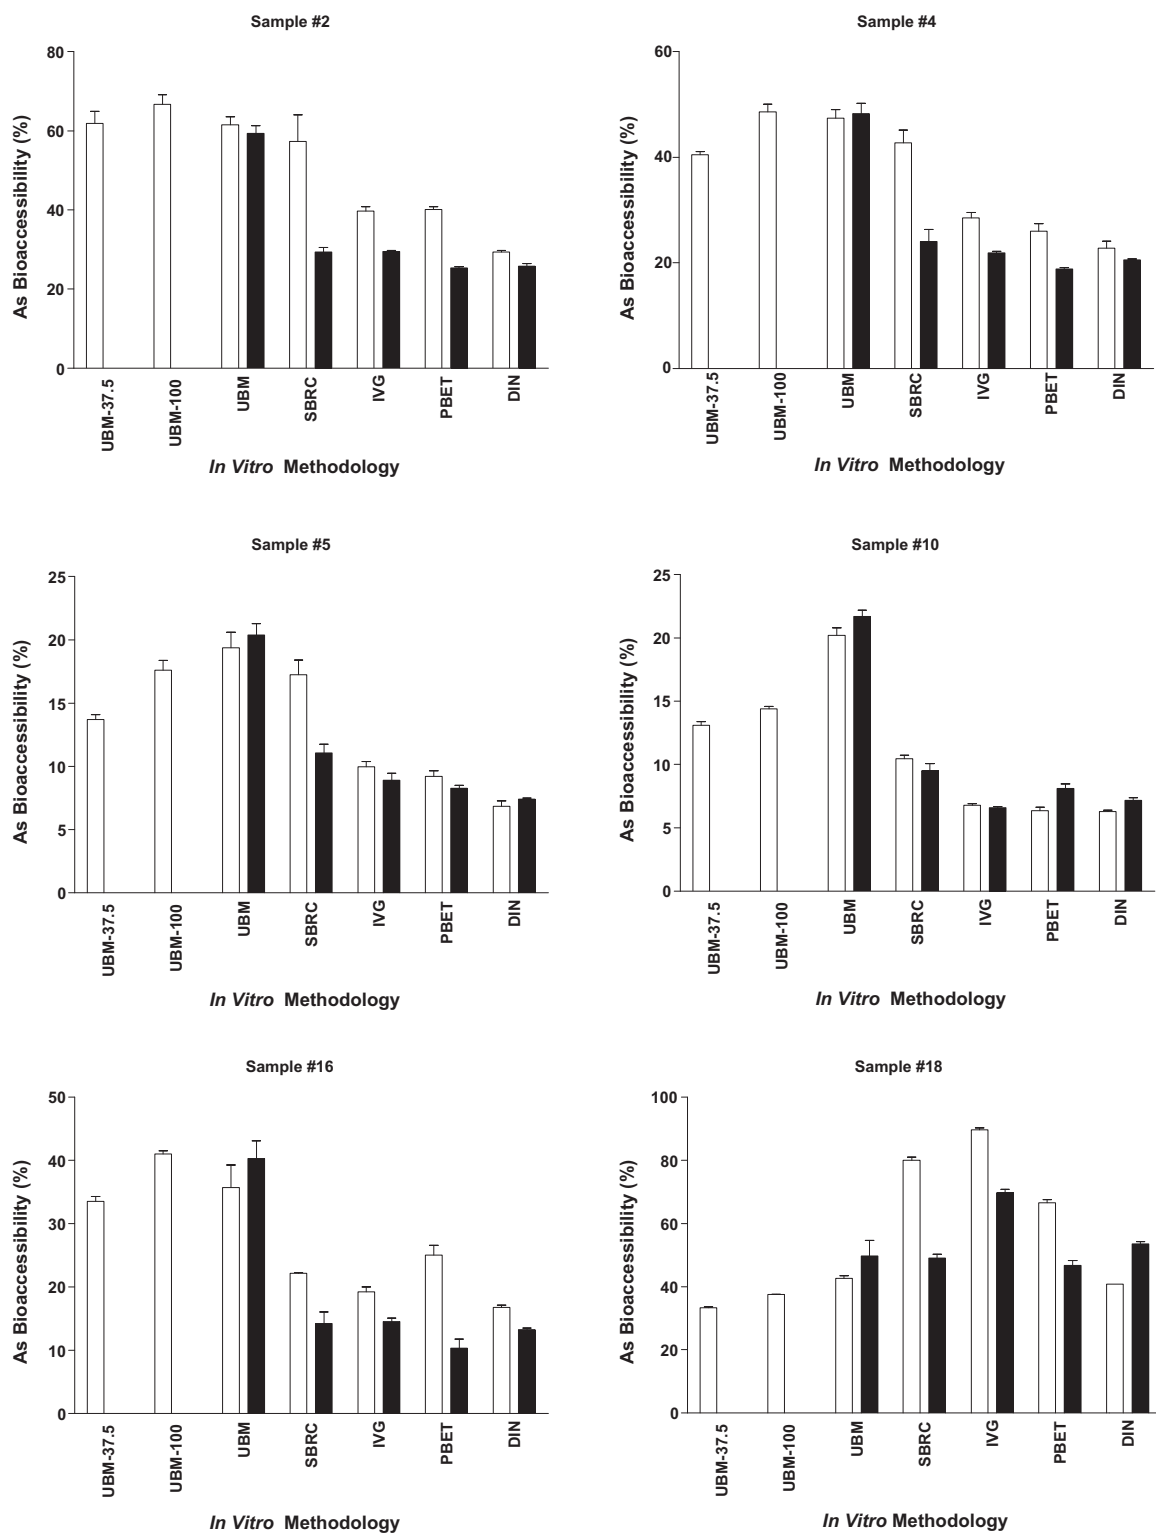 Sample #2
As Bioaccessibility (%)
80
60
40
20
0
UBM-37.5
UBM-100
UBM
SBRC
IVG
PBET
DIN
In Vitro Methodology
Sample #4
As Bioaccessibility (%)
60
40
20
0
UBM-37.5
UBM-100
UBM
SBRC
IVG
PBET
DIN
In Vitro Methodology
Sample #5
As Bioaccessibility (%)
25
20
15
10
5
0
UBM-37.5
UBM-100
UBM
SBRC
IVG
PBET
DIN
In Vitro Methodology
Sample #10
As Bioaccessibility (%)
25
20
15
10
5
0
UBM-37.5
UBM-100
UBM
SBRC
IVG
PBET
DIN
In Vitro Methodology
Sample #16
As Bioaccessibility (%)
50
40
30
20
10
0
UBM-37.5
UBM-100
UBM
SBRC
IVG
PBET
DIN
In Vitro Methodology
Sample #18
As Bioaccessibility (%)
100
80
60
40
20
0
UBM-37.5
UBM-100
UBM
SBRC
IVG
PBET
DIN
In Vitro Methodology